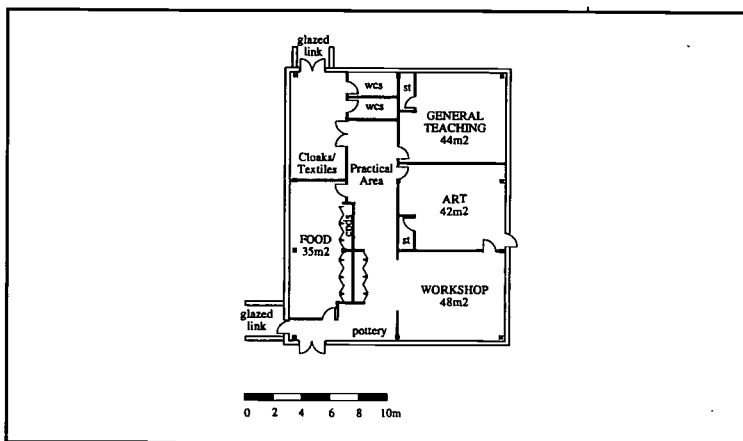 glazed
link
wcs
wcs
st
GENERAL
TEACHING
44m2
Cloaks/
Textiles
Practical
Area
ART
42m2
cpds
st
FOOD
35m2
WORKSHOP
48m2
glazed
link
pottery
0 2 4 6 8 10m